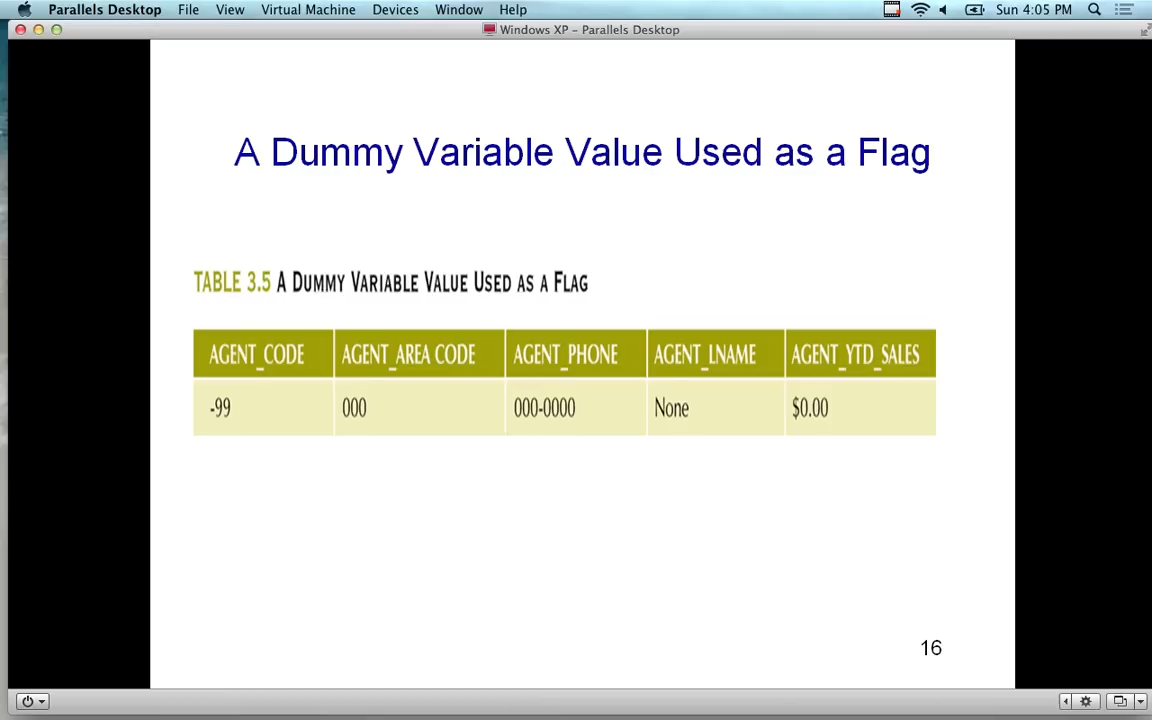 Parallels Desktop File View Virtual Machine Devices Window Help Sun 4:05 PM
Windows XP - Parallels Desktop
A Dummy Variable Value Used as a Flag
TABLE 3.5 A DUMMY VARIABLE VALUE USED AS A FLAG
AGENT_CODE AGENT_AREA CODE AGENT_PHONE AGENT_LNAME AGENT_YTD_SALES
-99 000 000-0000 None $0.00
16